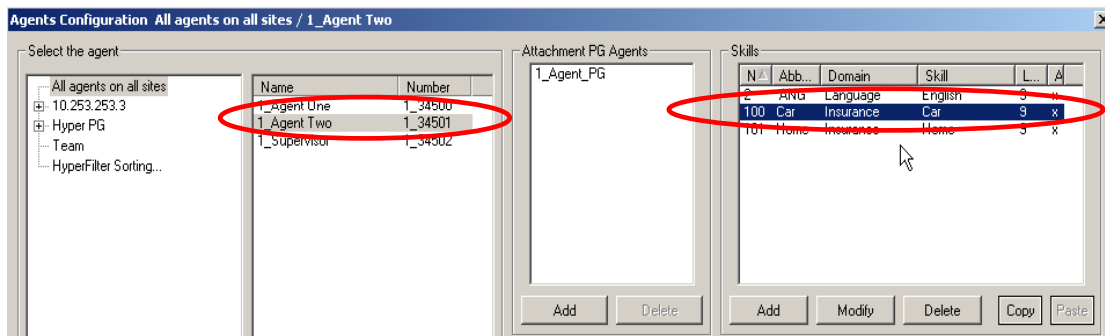 Agents Configuration All agents on all sites / 1_Agent Two
Select the agent
All agents on all sites
10.253.253.3
Hyper PG
Team
HyperFilter Sorting...
Name Number
1_Agent One 1_34500
1_Agent Two 1_34501
1_Supervisor 1_34502
Attachment PG Agents
1_Agent_PG
Add Delete
Skills
N Abb... Domain Skill L... A
2 ANG Language English 9 x
100 Car Insurance Car 9 x
101 Home Insurance Home 9 x
Add Modify Delete Copy Paste